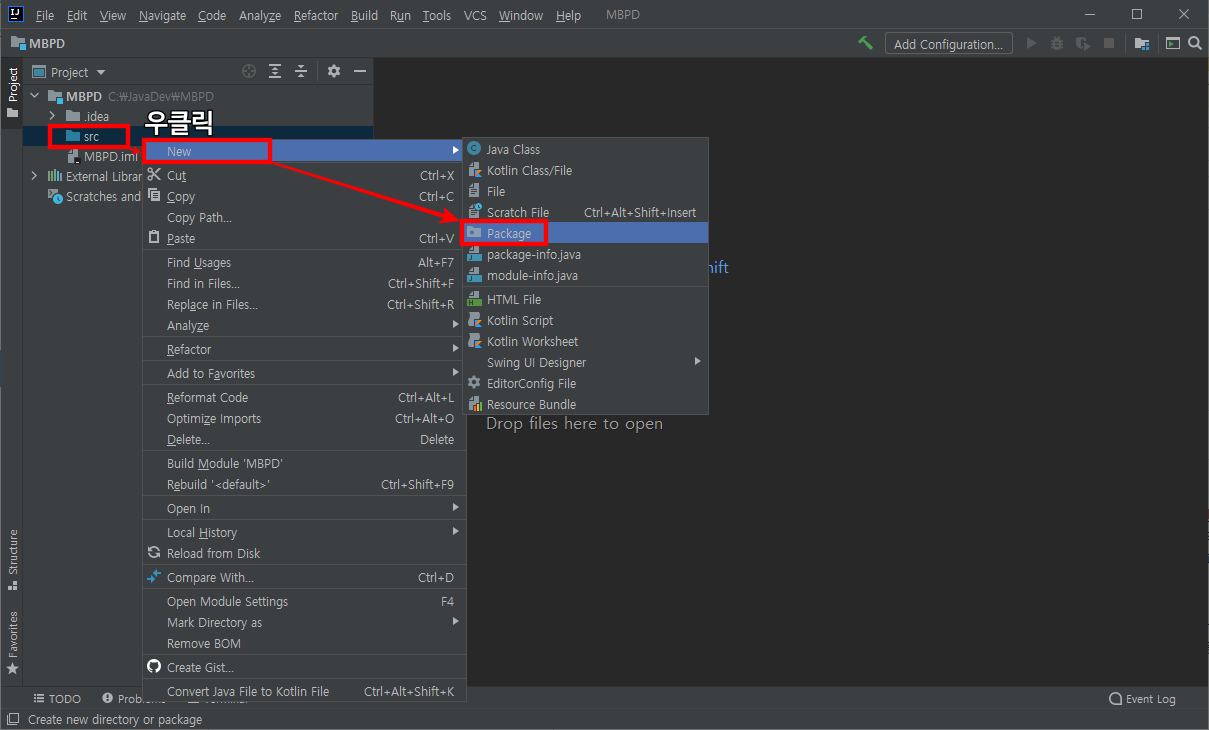 File Edit View Navigate Code Analyze Refactor Build Run Tools VCS Window Help MBPD
MBPD
Add Configuration...
Project
Project
MBPD C:₩JavaDev₩MBPD
.idea
우클릭
src
MBPD.iml
External Librar
Scratches and
New
Cut Ctrl+X
Copy Ctrl+C
Copy Path...
Paste Ctrl+V
Find Usages Alt+F7
Find in Files... Ctrl+Shift+F
Replace in Files... Ctrl+Shift+R
Analyze
Refactor
Add to Favorites
Reformat Code Ctrl+Alt+L
Optimize Imports Ctrl+Alt+O
Delete... Delete
Build Module 'MBPD'
Rebuild '<default>' Ctrl+Shift+F9
Open In
Local History
Reload from Disk
Compare With... Ctrl+D
Open Module Settings F4
Mark Directory as
Remove BOM
Create Gist...
Convert Java File to Kotlin File Ctrl+Alt+Shift+K
Java Class
Kotlin Class/File
File
Scratch File Ctrl+Alt+Shift+Insert
Package
package-info.java
module-info.java
HTML File
Kotlin Script
Kotlin Worksheet
Swing UI Designer
EditorConfig File
Resource Bundle
hift
Drop files here to open
Structure
Favorites
TODO
Event Log
Create new directory or package